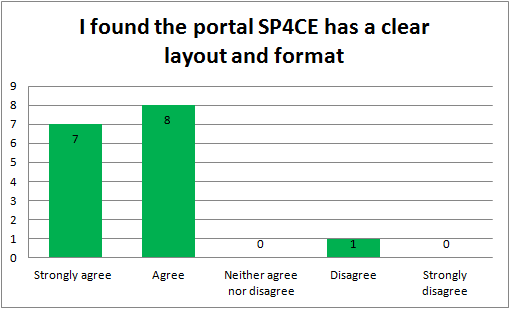 I found the portal SP4CE has a clear
layout and format
9
8
7
6
5
4
3
2
1
0
7
8
0
1
0
Strongly agree
Agree
Neither agree
nor disagree
Disagree
Strongly
disagree